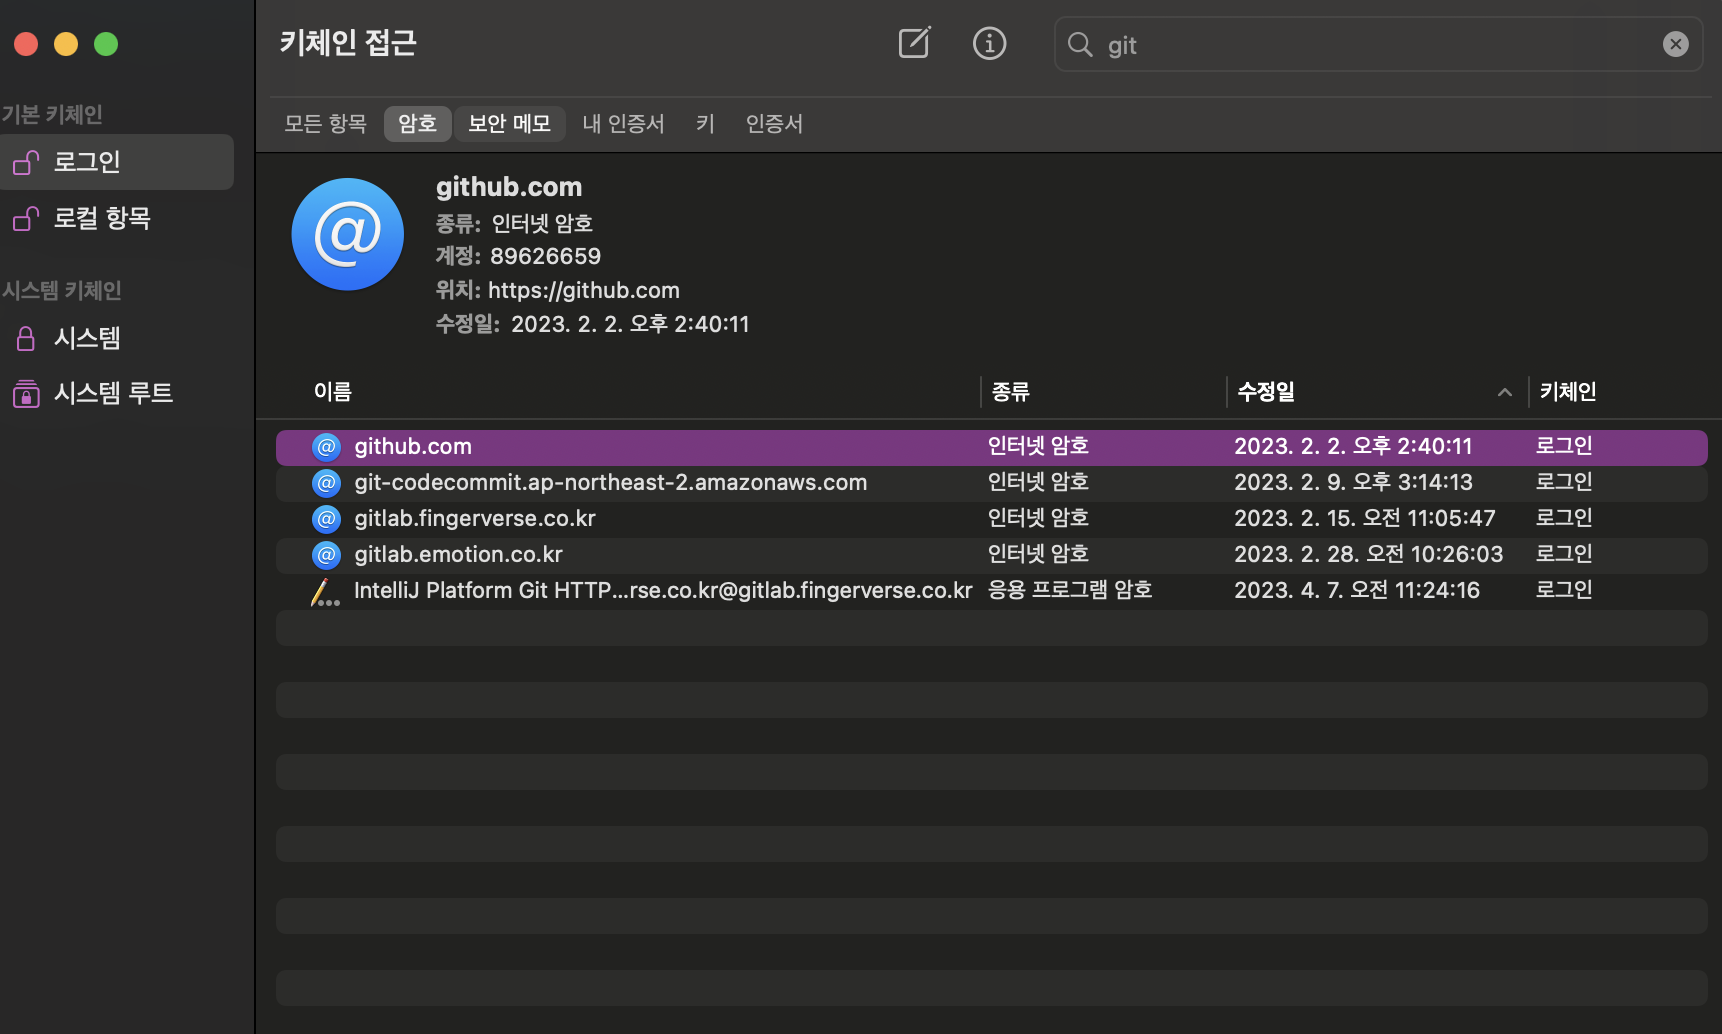 키체인 접근
git
기본 키체인
로그인
로컬 항목
시스템 키체인
시스템
시스템 루트
모든 항목 암호 보안 메모 내 인증서 키 인증서
github.com
종류: 인터넷 암호
계정: 89626659
위치: https://github.com
수정일: 2023. 2. 2. 오후 2:40:11
이름 종류 수정일 키체인
github.com 인터넷 암호 2023. 2. 2. 오후 2:40:11 로그인
git-codecommit.ap-northeast-2.amazonaws.com 인터넷 암호 2023. 2. 9. 오후 3:14:13 로그인
gitlab.fingerverse.co.kr 인터넷 암호 2023. 2. 15. 오전 11:05:47 로그인
gitlab.emotion.co.kr 인터넷 암호 2023. 2. 28. 오전 10:26:03 로그인
IntelliJ Platform Git HTTP...rse.co.kr@gitlab.fingerverse.co.kr 응용 프로그램 암호 2023. 4. 7. 오전 11:24:16 로그인